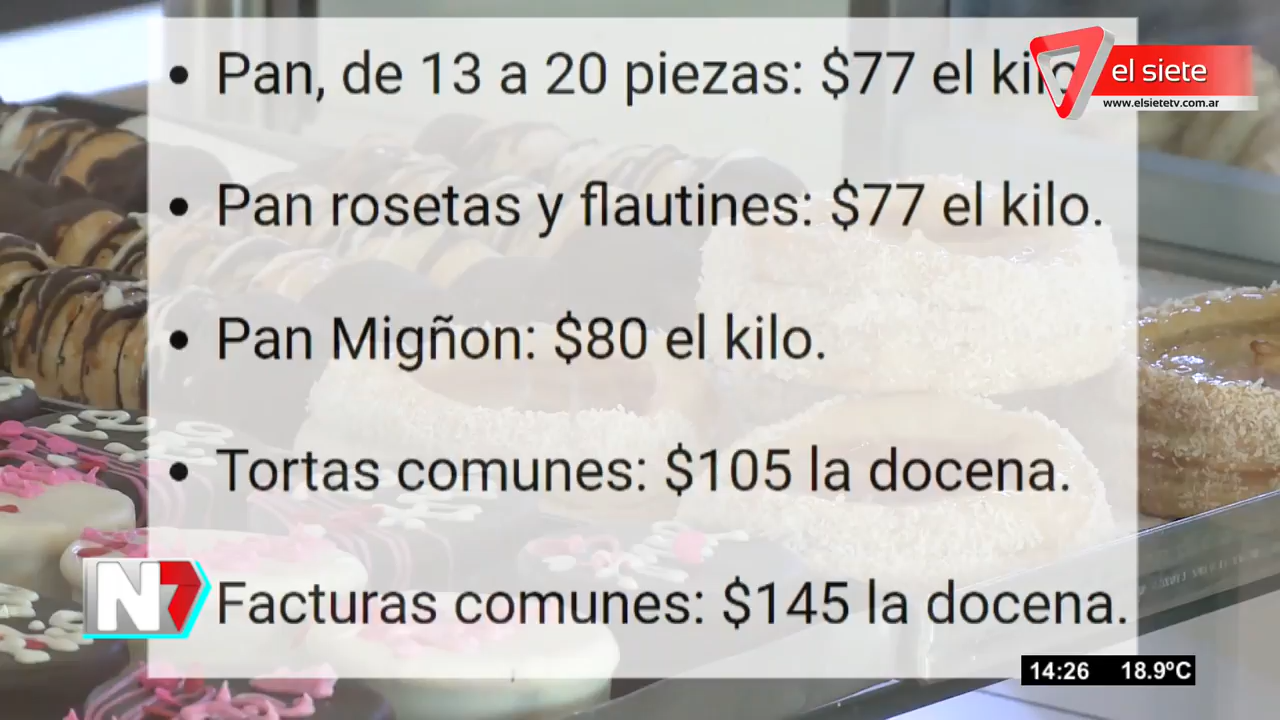 Pan, de 13 a 20 piezas: $77 el kilo
el siete
www.elsietetv.com.ar
Pan rosetas y flautines: $77 el kilo.
Pan Migñon: $80 el kilo.
Tortas comunes: $105 la docena.
N7
Facturas comunes: $145 la docena.
14:26 18.9ºC